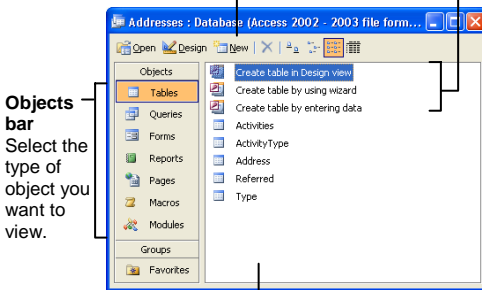 Addresses : Database (Access 2002 - 2003 file form...
Open Design New
Objects
Tables
Queries
Forms
Reports
Pages
Macros
Modules
Groups
Favorites
Create table in Design view
Create table by using wizard
Create table by entering data
Activities
ActivityType
Address
Referred
Type
Objects
bar
Select the
type of
object you
want to
view.